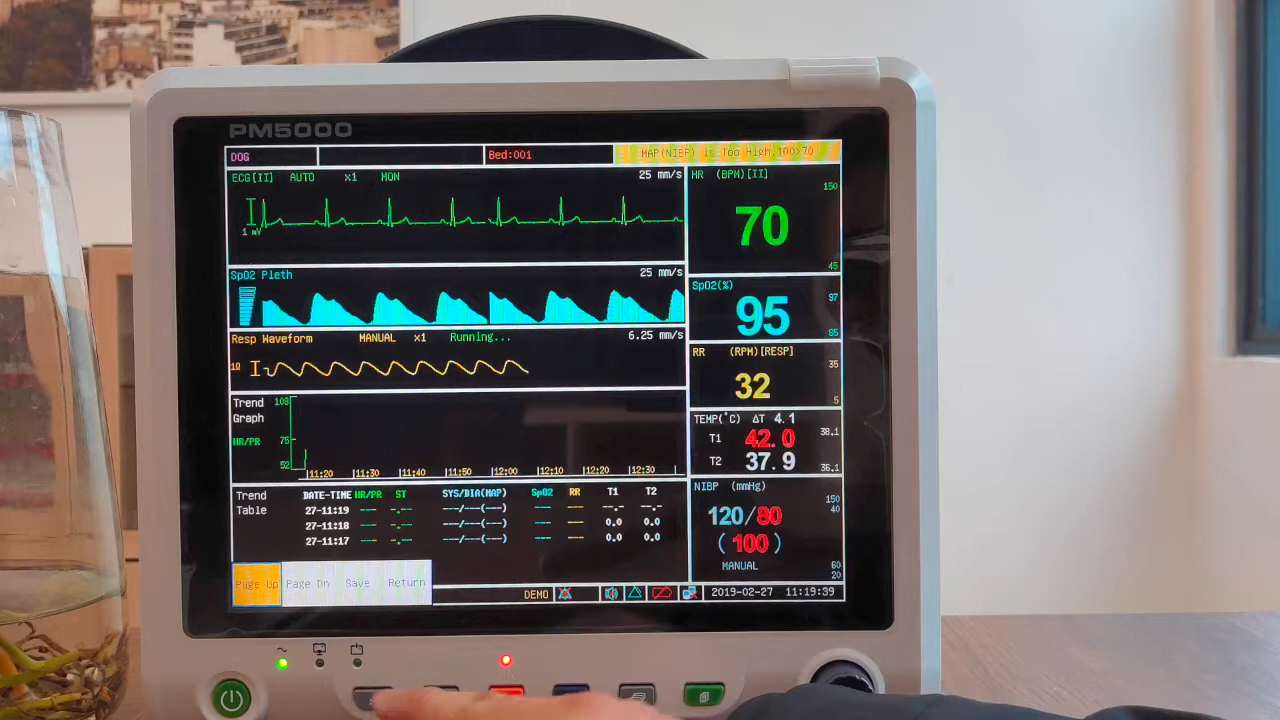 PM5000
DOG Bed:001 MAP(NIBP) is Too High,100>70
ECG[II] AUTO x1 MON 25 mm/s
1 mV
HR (BPM)[II] 150
70
45
SpO2 Pleth 25 mm/s
SpO2(%) 97
95
85
Resp Waveform MANUAL x1 Running... 6.25 mm/s
1Ω
RR (RPM)[RESP] 35
32
5
Trend Graph
HR/PR
103
75
52
11:20 11:30 11:40 11:50 12:00 12:10 12:20 12:30
TEMP(°C) ΔT 4.1
T1 42.0 38.1
T2 37.9 36.1
Trend Table
DATE-TIME HR/PR ST SYS/DIA(MAP) SpO2 RR T1 T2
27-11:19 --- -.-- ---/---(---) --- --- --.- --.-
27-11:18 --- -.-- ---/---(---) --- --- 0.0 0.0
27-11:17 --- -.-- ---/---(---) --- --- 0.0 0.0
NIBP (mmHg) 150
40
120/80
(100)
MANUAL 60
20
Page Up Page Dn Save Return
DEMO 2019-02-27 11:19:39